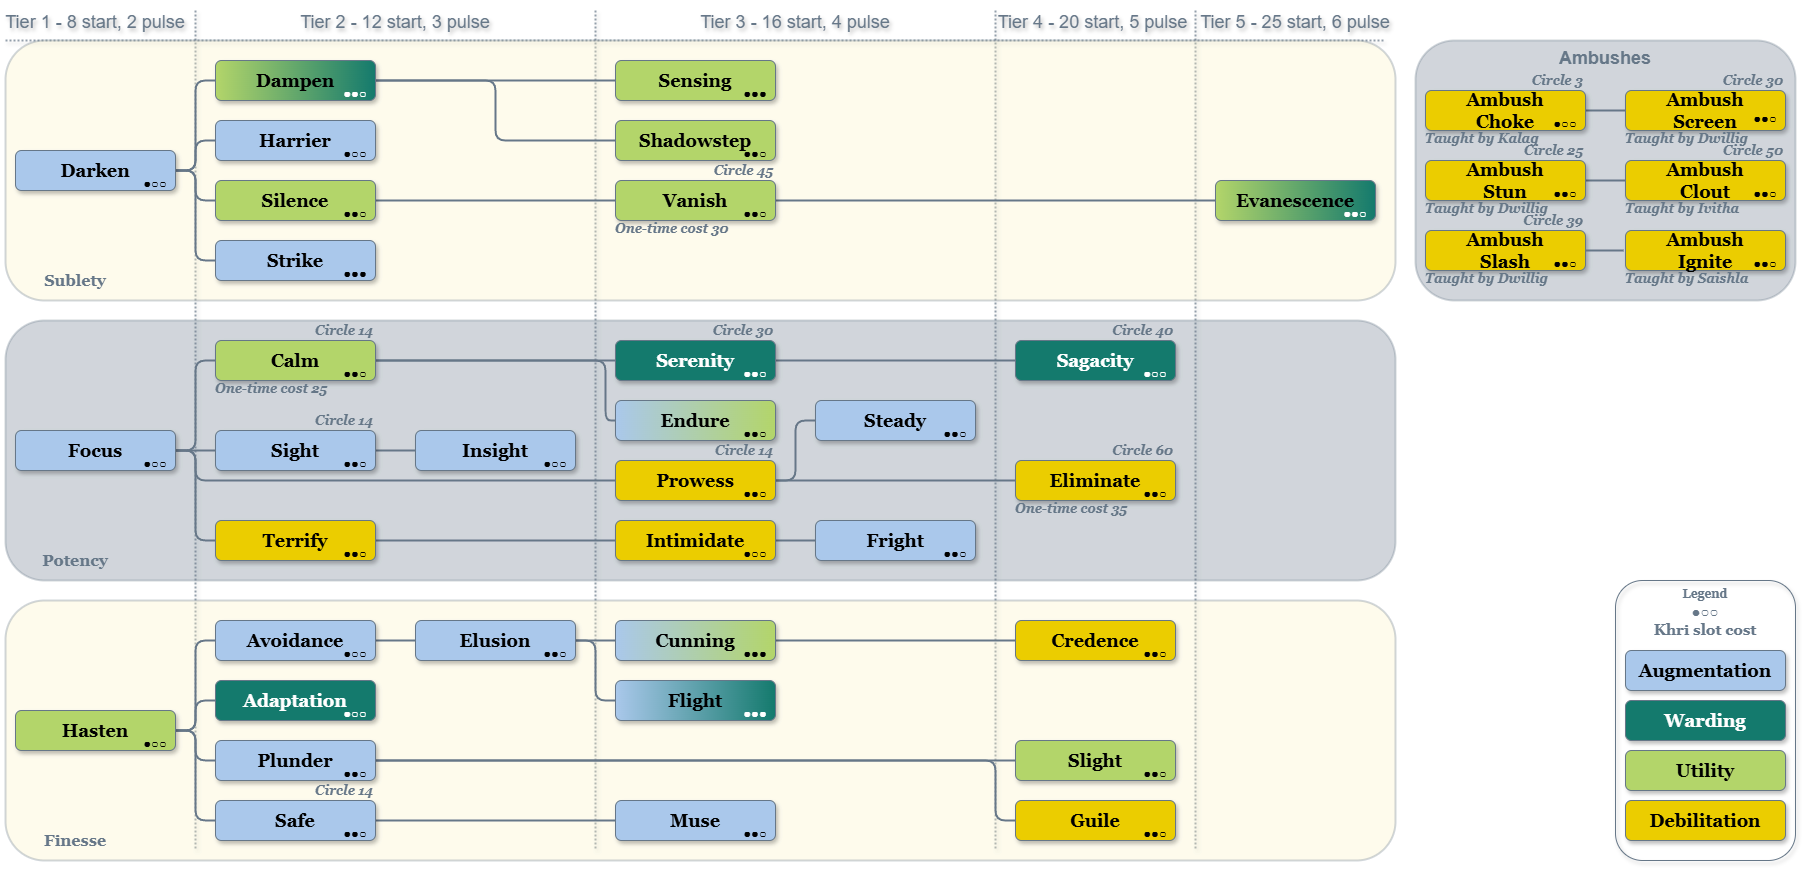 Tier 1 - 8 start, 2 pulse
Tier 2 - 12 start, 3 pulse
Tier 3 - 16 start, 4 pulse
Tier 4 - 20 start, 5 pulse
Tier 5 - 25 start, 6 pulse
Darken
Dampen
Sensing
Harrier
Shadowstep
Circle 45
Silence
Vanish
One-time cost 30
Evanescence
Strike
Sublety
Ambushes
Circle 3
Circle 30
Ambush
Choke
Ambush
Screen
Taught by Kalag
Taught by Dwillig
Circle 25
Circle 50
Ambush
Stun
Ambush
Clout
Taught by Dwillig
Taught by Ivitha
Circle 39
Ambush
Slash
Ambush
Ignite
Taught by Dwillig
Taught by Saishla
Circle 14
Circle 30
Circle 40
Calm
Serenity
Sagacity
One-time cost 25
Endure
Steady
Circle 14
Focus
Sight
Insight
Circle 14
Circle 60
Prowess
Eliminate
One-time cost 35
Terrify
Intimidate
Fright
Potency
Avoidance
Elusion
Cunning
Credence
Adaptation
Flight
Hasten
Plunder
Slight
Circle 14
Safe
Muse
Guile
Finesse
Legend
Khri slot cost
Augmentation
Warding
Utility
Debilitation